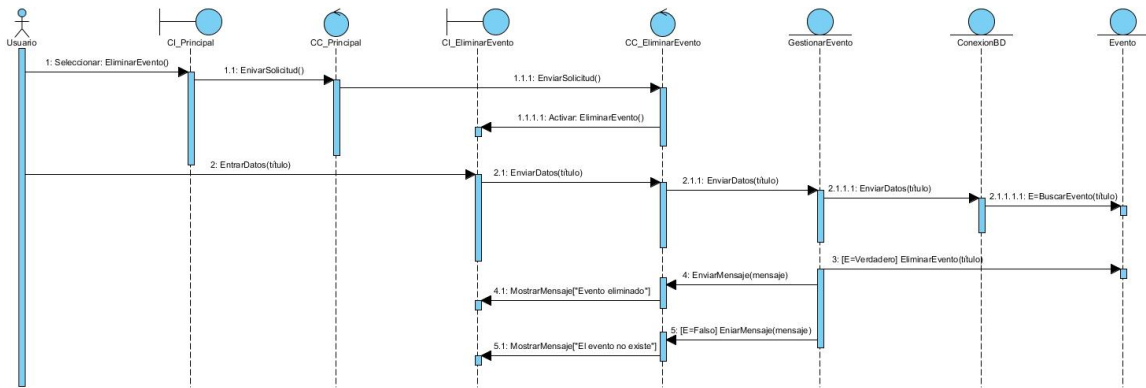 Usuario
CI_Principal
CC_Principal
CI_EliminarEvento
CC_EliminarEvento
GestionarEvento
ConexionBD
Evento
1: Seleccionar: EliminarEvento()
1.1: EnivarSolicitud()
1.1.1: EnviarSolicitud()
1.1.1.1: Activar: EliminarEvento()
2: EntrarDatos(título)
2.1: EnviarDatos(título)
2.1.1: EnviarDatos(título)
2.1.1.1: EnviarDatos(título)
2.1.1.1.1: E=BuscarEvento(título)
3: [E=Verdadero] EliminarEvento(título)
4: EnviarMensaje(mensaje)
4.1: MostrarMensaje["Evento eliminado"]
5: [E=Falso] EniarMensaje(mensaje)
5.1: MostrarMensaje["El evento no existe"]